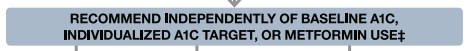 RECOMMEND INDEPENDENTLY OF BASELINE A1C,
INDIVIDUALIZED A1C TARGET, OR METFORMIN USE‡